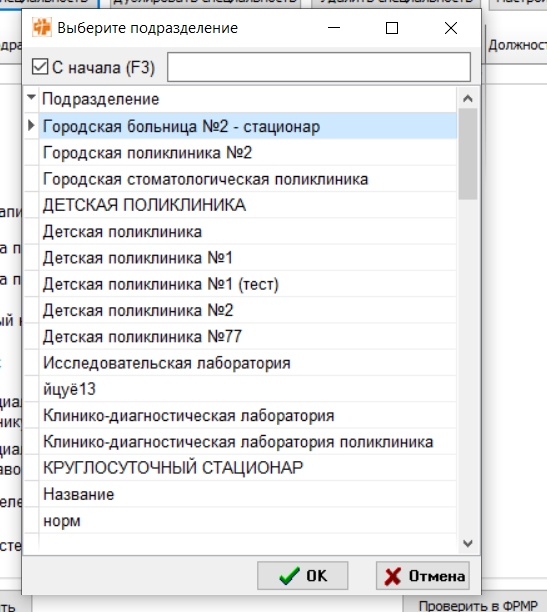 Выберите подразделение
С начала (F3)
Должност
Подразделение
Городская больница №2 - стационар
Городская поликлиника №2
Городская стоматологическая поликлиника
ДЕТСКАЯ ПОЛИКЛИНИКА
Детская поликлиника
Детская поликлиника №1
Детская поликлиника №1 (тест)
Детская поликлиника №2
Детская поликлиника №77
Исследовательская лаборатория
йцуё13
Клинико-диагностическая лаборатория
Клинико-диагностическая лаборатория поликлиника
КРУГЛОСУТОЧНЫЙ СТАЦИОНАР
Название
норм
OK
Отмена
Проверить в ФРМР